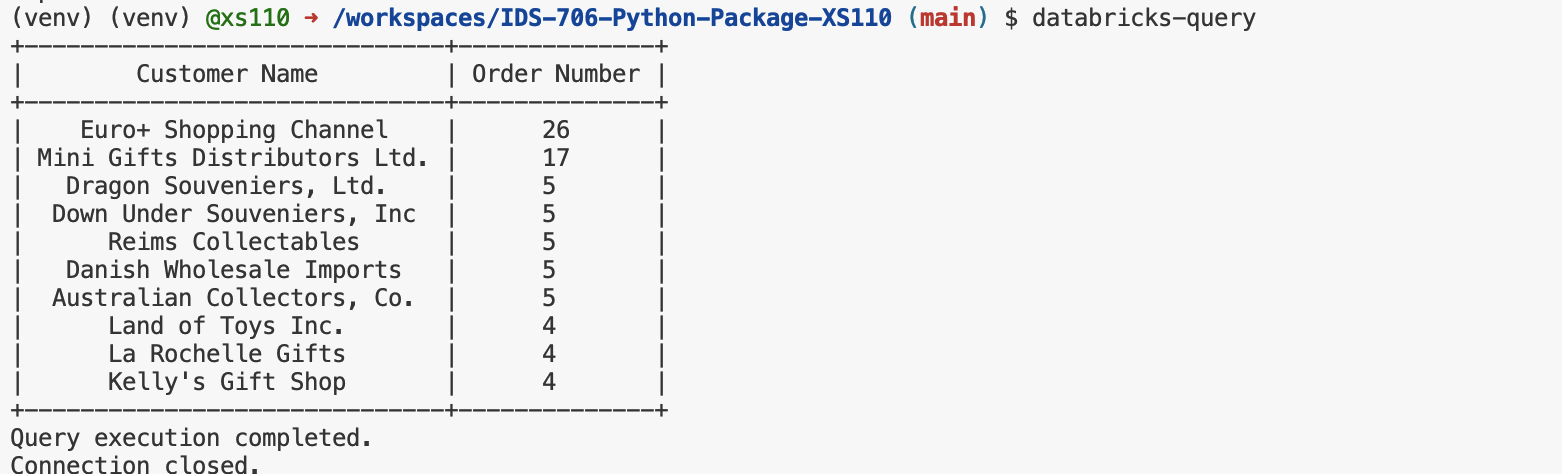 (venv) (venv) @xs110 ➜ /workspaces/IDS-706-Python-Package-XS110 (main) $ databricks-query
+------------------------------+--------------+
|        Customer Name         | Order Number |
+------------------------------+--------------+
|    Euro+ Shopping Channel    |      26      |
| Mini Gifts Distributors Ltd. |      17      |
|   Dragon Souveniers, Ltd.    |      5       |
|  Down Under Souveniers, Inc  |      5       |
|      Reims Collectables      |      5       |
|   Danish Wholesale Imports   |      5       |
|  Australian Collectors, Co.  |      5       |
|      Land of Toys Inc.       |      4       |
|      La Rochelle Gifts       |      4       |
|      Kelly's Gift Shop       |      4       |
+------------------------------+--------------+
Query execution completed.
Connection closed.